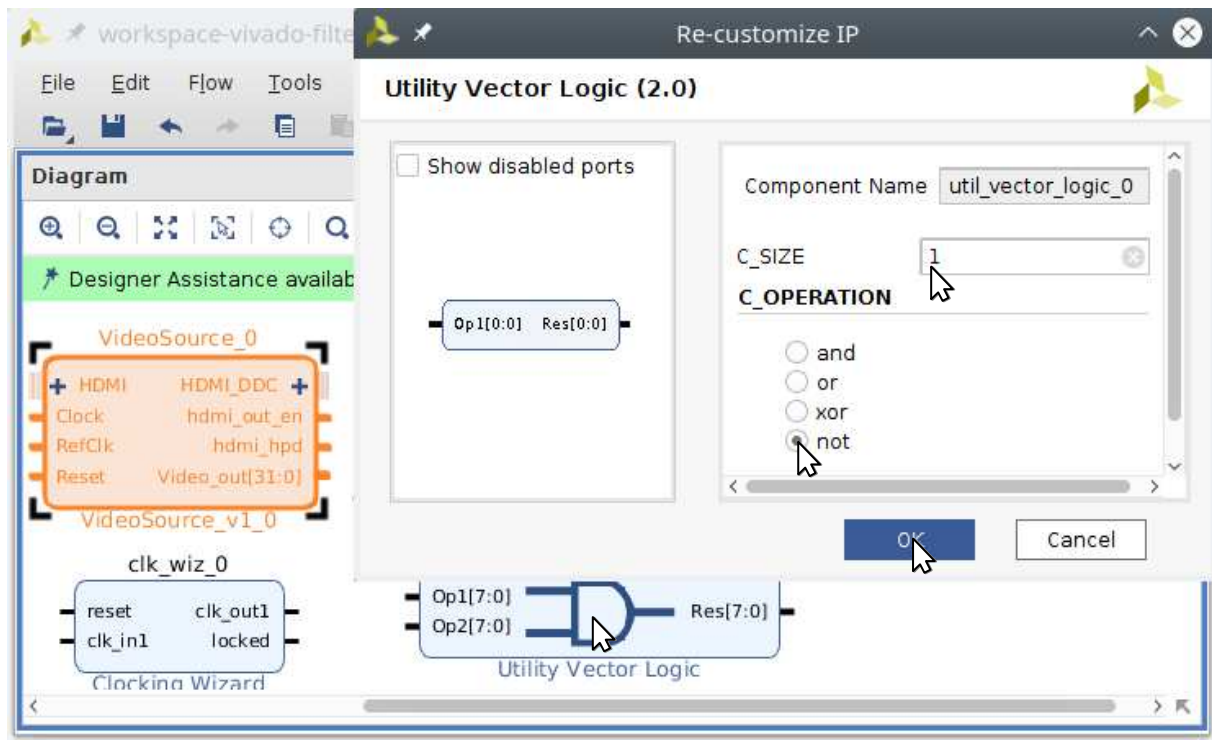 workspace-vivado-filte
File Edit Flow Tools
Diagram
Designer Assistance availab
VideoSource_0
HDMI HDMI_DDC
Clock hdmi_out_en
RefClk hdmi_hpd
Reset Video_out[31:0]
VideoSource_v1_0
clk_wiz_0
reset clk_out1
clk_in1 locked
Clocking Wizard
Op1[7:0] Res[7:0]
Op2[7:0]
Utility Vector Logic
Re-customize IP
Utility Vector Logic (2.0)
Show disabled ports
Op1[0:0] Res[0:0]
Component Name util_vector_logic_0
C_SIZE 1
C_OPERATION
and
or
xor
not
OK Cancel